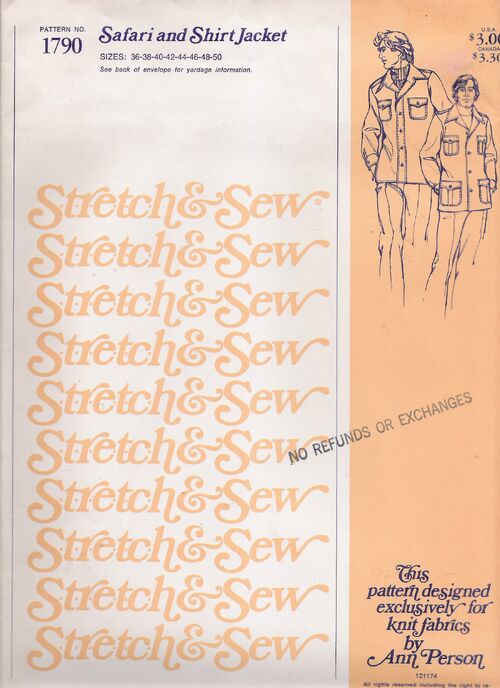 PATTERN NO.
1790
Safari and Shirt Jacket
SIZES: 36-38-40-42-44-46-48-50
See back of envelope for yardage information.
U.S.A.
$3.00
CANADA
$3.30
Stretch & Sew®
Stretch & Sew
Stretch & Sew
Stretch & Sew
Stretch & Sew
Stretch & Sew
Stretch & Sew
Stretch & Sew
Stretch & Sew
Stretch & Sew
NO REFUNDS OR EXCHANGES
This
pattern designed
exclusively for
knit fabrics
by
Ann Person
121174
All rights reserved including the right to re-